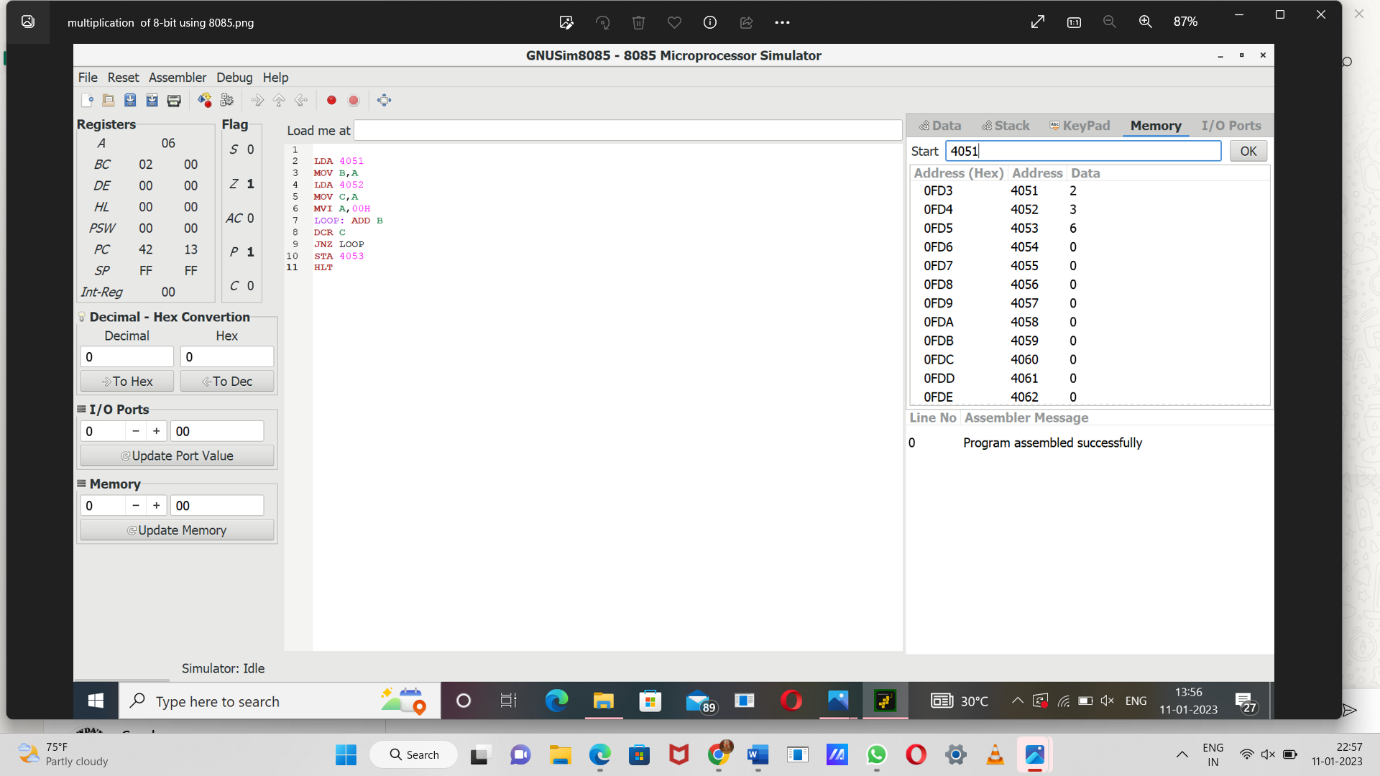 multiplication of 8-bit using 8085.png
87%
GNUSim8085 - 8085 Microprocessor Simulator
File Reset Assembler Debug Help
Registers
A 06
BC 02 00
DE 00 00
HL 00 00
PSW 00 00
PC 42 13
SP FF FF
Int-Reg 00
Flag
S 0
Z 1
AC 0
P 1
C 0
Decimal - Hex Convertion
Decimal Hex
0 0
To Hex To Dec
I/O Ports
0 - + 00
Update Port Value
Memory
0 - + 00
Update Memory
Simulator: Idle
Load me at
1
2 LDA 4051
3 MOV B,A
4 LDA 4052
5 MOV C,A
6 MVI A,00H
7 LOOP: ADD B
8 DCR C
9 JNZ LOOP
10 STA 4053
11 HLT
Data Stack KeyPad Memory I/O Ports
Start 4051 OK
Address (Hex) Address Data
0FD3 4051 2
0FD4 4052 3
0FD5 4053 6
0FD6 4054 0
0FD7 4055 0
0FD8 4056 0
0FD9 4057 0
0FDA 4058 0
0FDB 4059 0
0FDC 4060 0
0FDD 4061 0
0FDE 4062 0
Line No Assembler Message
0 Program assembled successfully
Type here to search
89
30°C
ENG
13:56
11-01-2023
27
75°F
Partly cloudy
Search
ENG
IN
22:57
11-01-2023